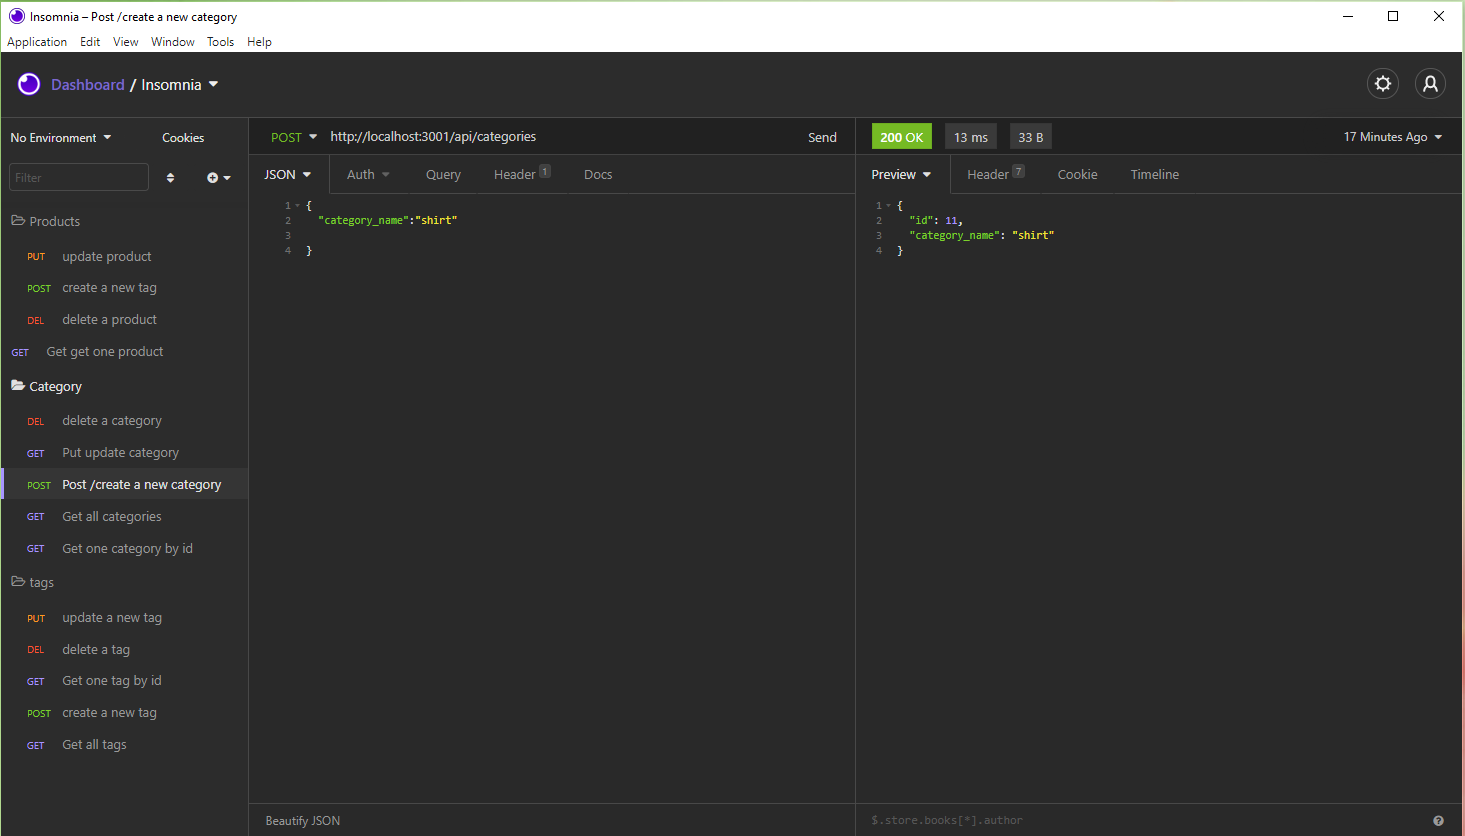 Insomnia – Post /create a new category
Application Edit View Window Tools Help
Dashboard / Insomnia
No Environment Cookies
Filter
Products
PUT update product
POST create a new tag
DEL delete a product
GET Get get one product
Category
DEL delete a category
GET Put update category
POST Post /create a new category
GET Get all categories
GET Get one category by id
tags
PUT update a new tag
DEL delete a tag
GET Get one tag by id
POST create a new tag
GET Get all tags
POST http://localhost:3001/api/categories Send
JSON Auth Query Header 1 Docs
1 {
2 "category_name":"shirt"
3
4 }
Beautify JSON
200 OK 13 ms 33 B 17 Minutes Ago
Preview Header 7 Cookie Timeline
1 {
2 "id": 11,
3 "category_name": "shirt"
4 }
$.store.books[*].author